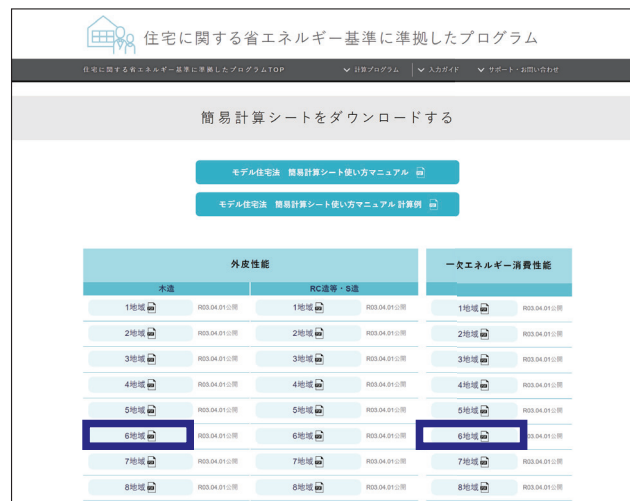 住宅に関する省エネルギー基準に準拠したプログラム
住宅に関する省エネルギー基準に準拠したプログラムTOP 計算プログラム 入力ガイド サポート・お問い合わせ
簡易計算シートをダウンロードする
モデル住宅法 簡易計算シート使い方マニュアル
モデル住宅法 簡易計算シート使い方マニュアル 計算例
外皮性能 一次エネルギー消費性能
木造 RC造等・S造
1地域 R03.04.01公開 1地域 R03.04.01公開 1地域 R03.04.01公開
2地域 R03.04.01公開 2地域 R03.04.01公開 2地域 R03.04.01公開
3地域 R03.04.01公開 3地域 R03.04.01公開 3地域 R03.04.01公開
4地域 R03.04.01公開 4地域 R03.04.01公開 4地域 R03.04.01公開
5地域 R03.04.01公開 5地域 R03.04.01公開 5地域 R03.04.01公開
6地域 R03.04.01公開 6地域 R03.04.01公開 6地域 03.04.01公開
7地域 R03.04.01公開 7地域 R03.04.01公開 7地域 R03.04.01公開
8地域 R03.04.01公開 8地域 R03.04.01公開 8地域 R03.04.01公開